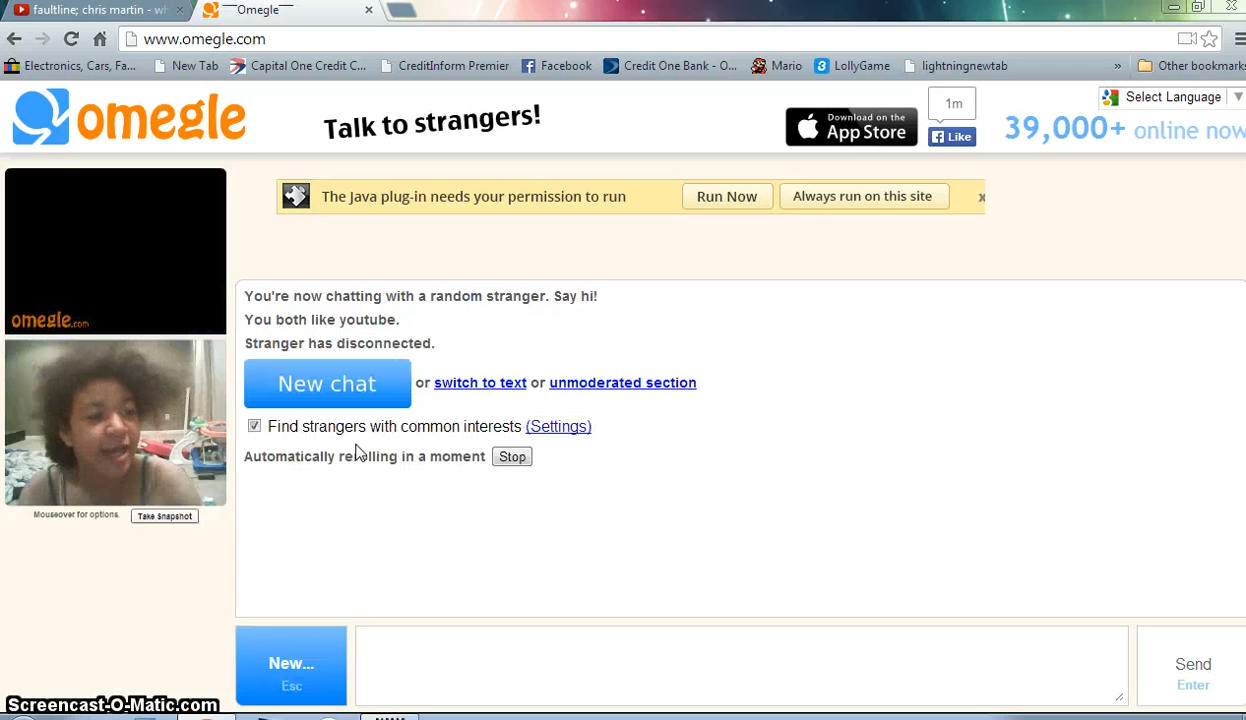 faultline; chris martin - wh
Omegle
www.omegle.com
Electronics, Cars, Fa...
New Tab
Capital One Credit C...
CreditInform Premier
Facebook
Credit One Bank - O...
Mario
LollyGame
lightningnewtab
»
Other bookmarks
omegle
Talk to strangers!
Download on the
App Store
1m
Like
Select Language
39,000+ online now
The Java plug-in needs your permission to run
Run Now
Always run on this site
x
omegle.com
You're now chatting with a random stranger. Say hi!
You both like youtube.
Stranger has disconnected.
New chat or switch to text or unmoderated section
Find strangers with common interests (Settings)
Automatically rerolling in a moment Stop
Mouseover for options. Take Snapshot
New...
Esc
Send
Enter
Screencast-O-Matic.com